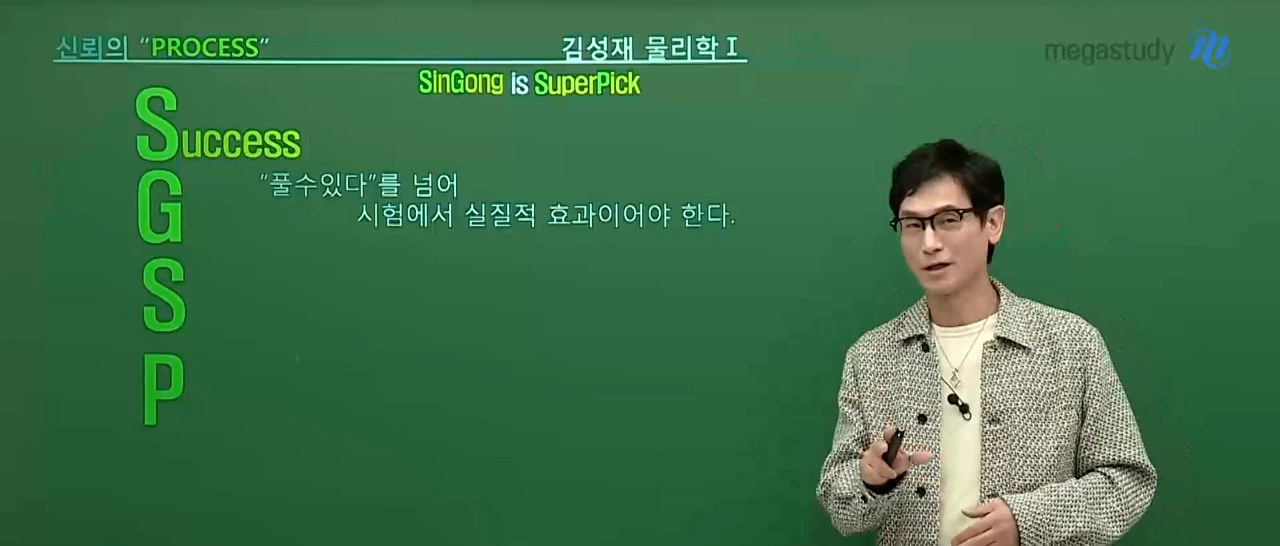 신뢰의 “PROCESS” 김성재 물리학Ⅰ
megastudy
SinGong is SuperPick
Success
“풀수있다”를 넘어
시험에서 실질적 효과이어야 한다.
G
S
P